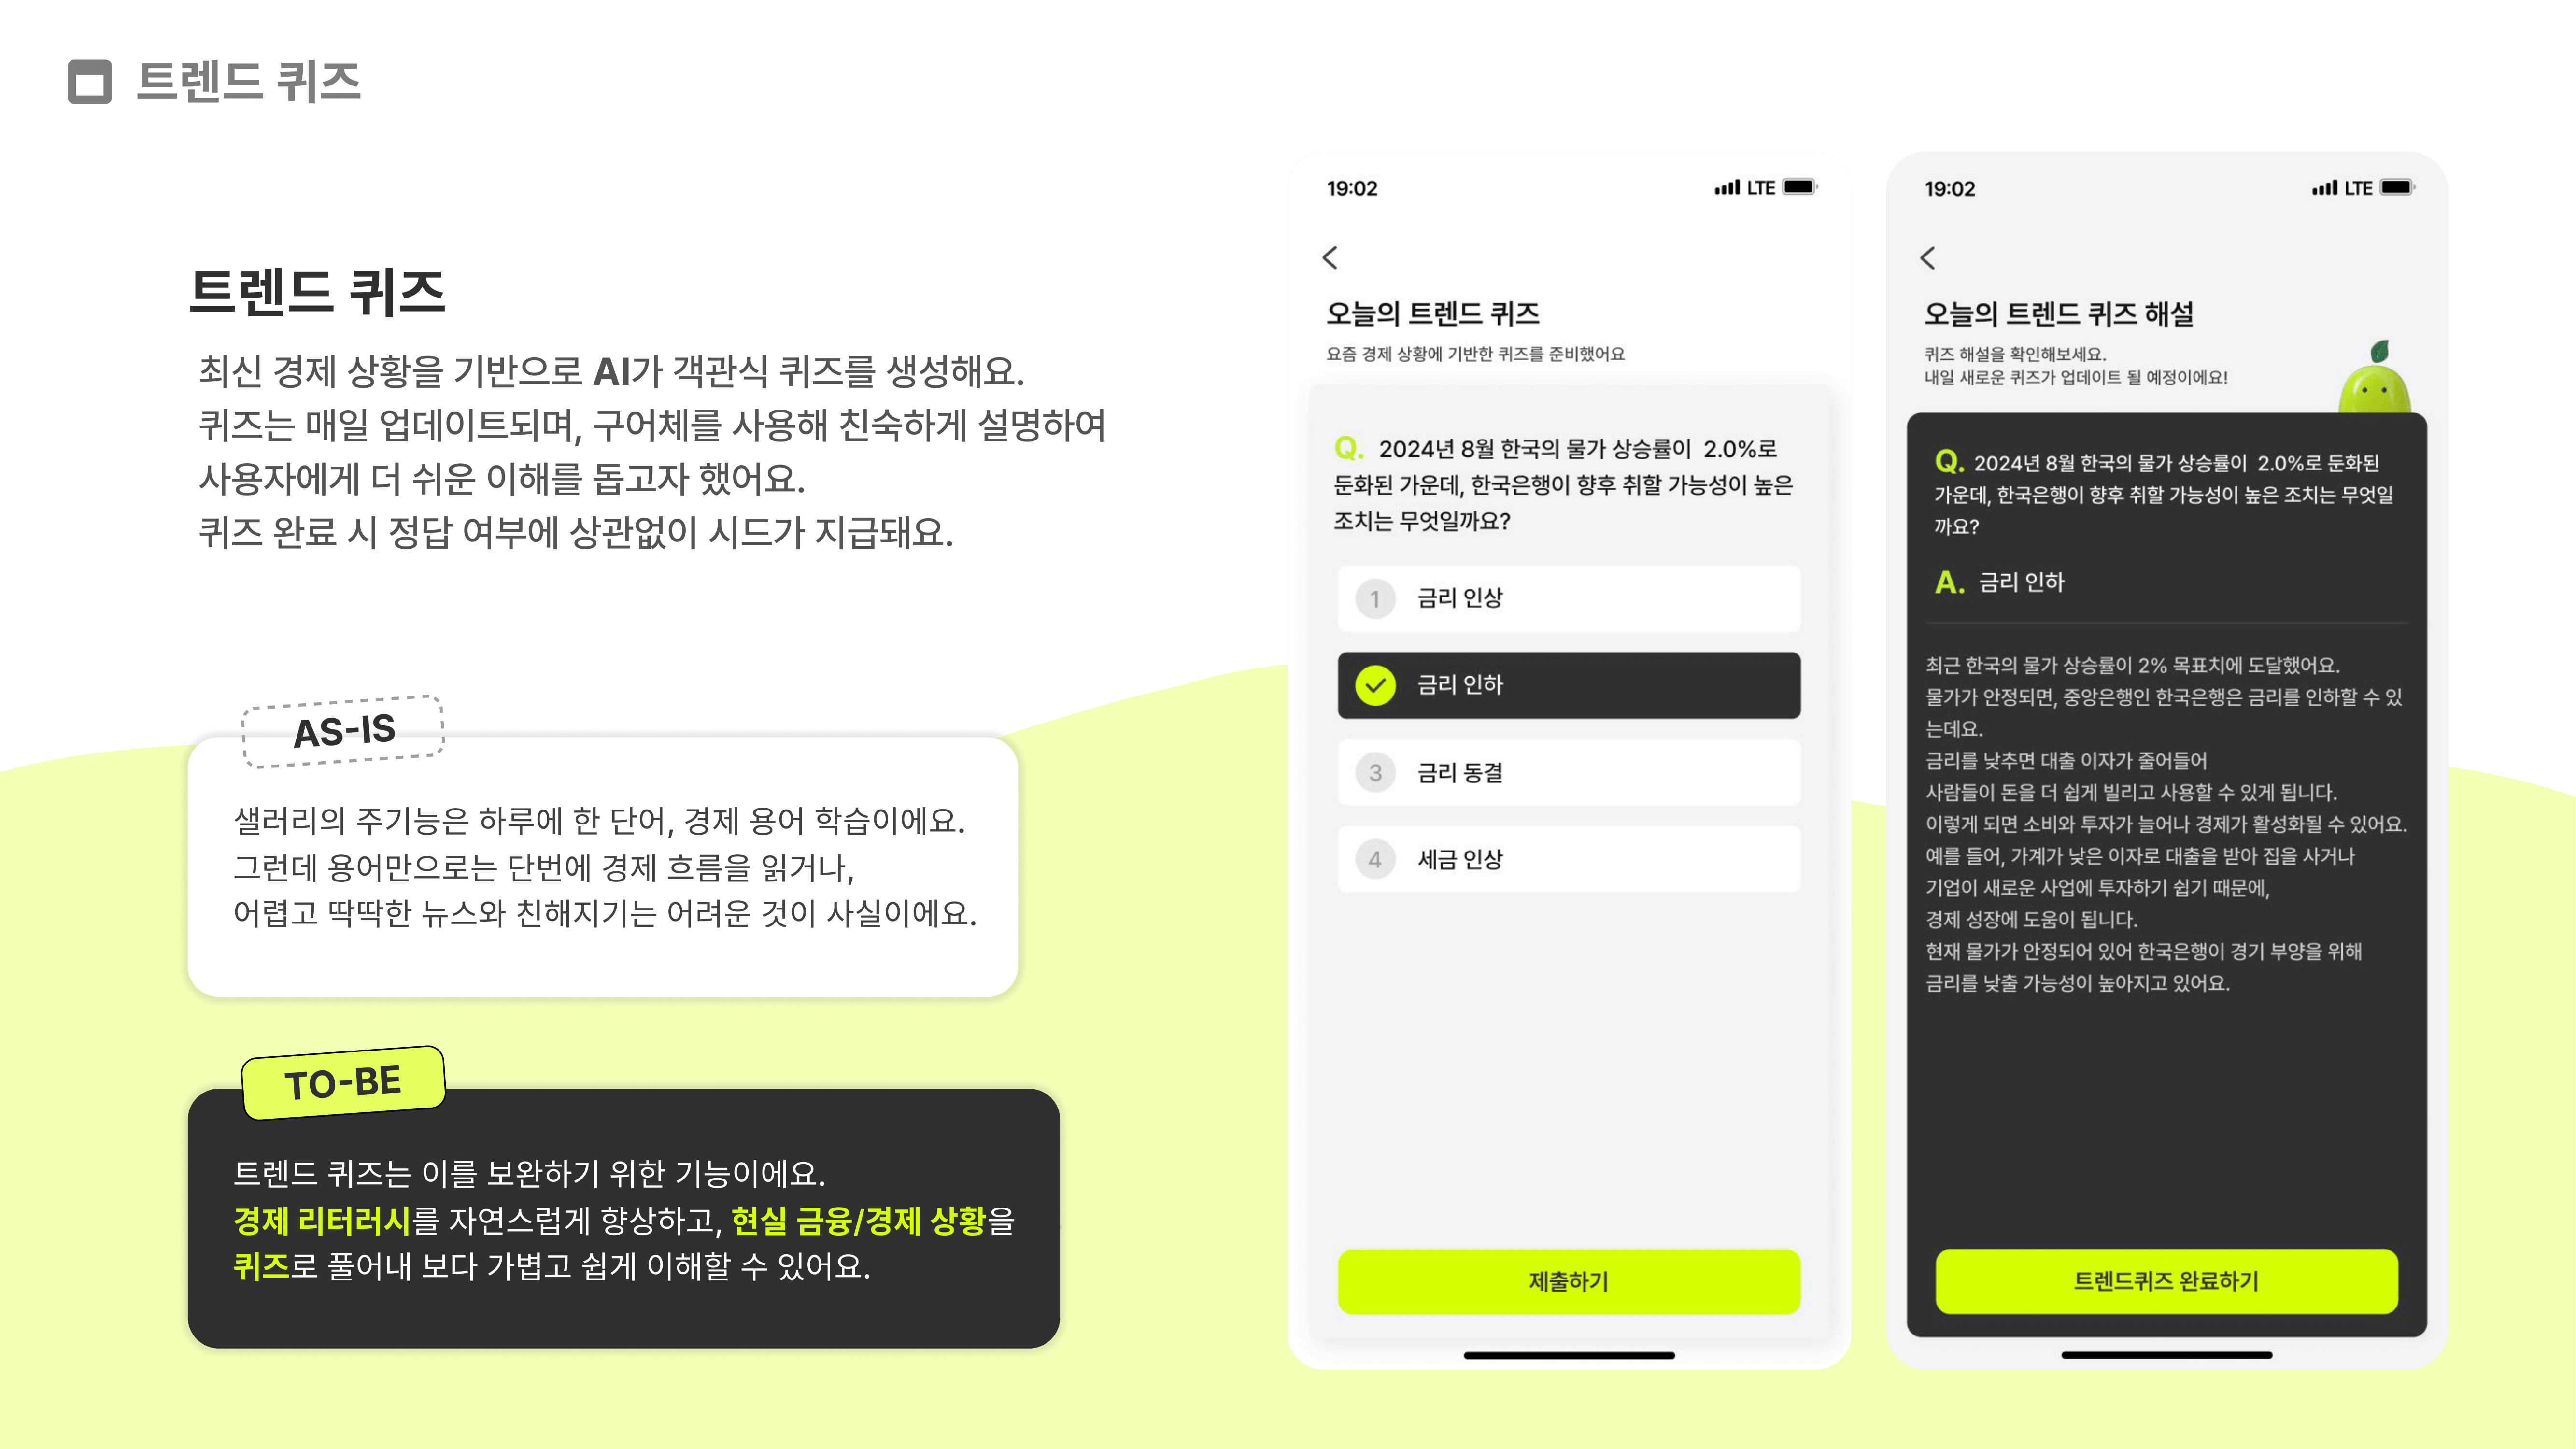 트렌드 퀴즈
트렌드 퀴즈
최신 경제 상황을 기반으로 AI가 객관식 퀴즈를 생성해요.
퀴즈는 매일 업데이트되며, 구어체를 사용해 친숙하게 설명하여
사용자에게 더 쉬운 이해를 돕고자 했어요.
퀴즈 완료 시 정답 여부에 상관없이 시드가 지급돼요.
AS-IS
샐러리의 주기능은 하루에 한 단어, 경제 용어 학습이에요.
그런데 용어만으로는 단번에 경제 흐름을 읽거나,
어렵고 딱딱한 뉴스와 친해지기는 어려운 것이 사실이에요.
TO-BE
트렌드 퀴즈는 이를 보완하기 위한 기능이에요.
경제 리터러시를 자연스럽게 향상하고, 현실 금융/경제 상황을
퀴즈로 풀어내 보다 가볍고 쉽게 이해할 수 있어요.
19:02
LTE
오늘의 트렌드 퀴즈
요즘 경제 상황에 기반한 퀴즈를 준비했어요
Q. 2024년 8월 한국의 물가 상승률이 2.0%로
둔화된 가운데, 한국은행이 향후 취할 가능성이 높은
조치는 무엇일까요?
1 금리 인상
금리 인하
3 금리 동결
4 세금 인상
제출하기
19:02
LTE
오늘의 트렌드 퀴즈 해설
퀴즈 해설을 확인해보세요.
내일 새로운 퀴즈가 업데이트 될 예정이에요!
Q. 2024년 8월 한국의 물가 상승률이 2.0%로 둔화된
가운데, 한국은행이 향후 취할 가능성이 높은 조치는 무엇일
까요?
A. 금리 인하
최근 한국의 물가 상승률이 2% 목표치에 도달했어요.
물가가 안정되면, 중앙은행인 한국은행은 금리를 인하할 수 있
는데요.
금리를 낮추면 대출 이자가 줄어들어
사람들이 돈을 더 쉽게 빌리고 사용할 수 있게 됩니다.
이렇게 되면 소비와 투자가 늘어나 경제가 활성화될 수 있어요.
예를 들어, 가계가 낮은 이자로 대출을 받아 집을 사거나
기업이 새로운 사업에 투자하기 쉽기 때문에,
경제 성장에 도움이 됩니다.
현재 물가가 안정되어 있어 한국은행이 경기 부양을 위해
금리를 낮출 가능성이 높아지고 있어요.
트렌드퀴즈 완료하기